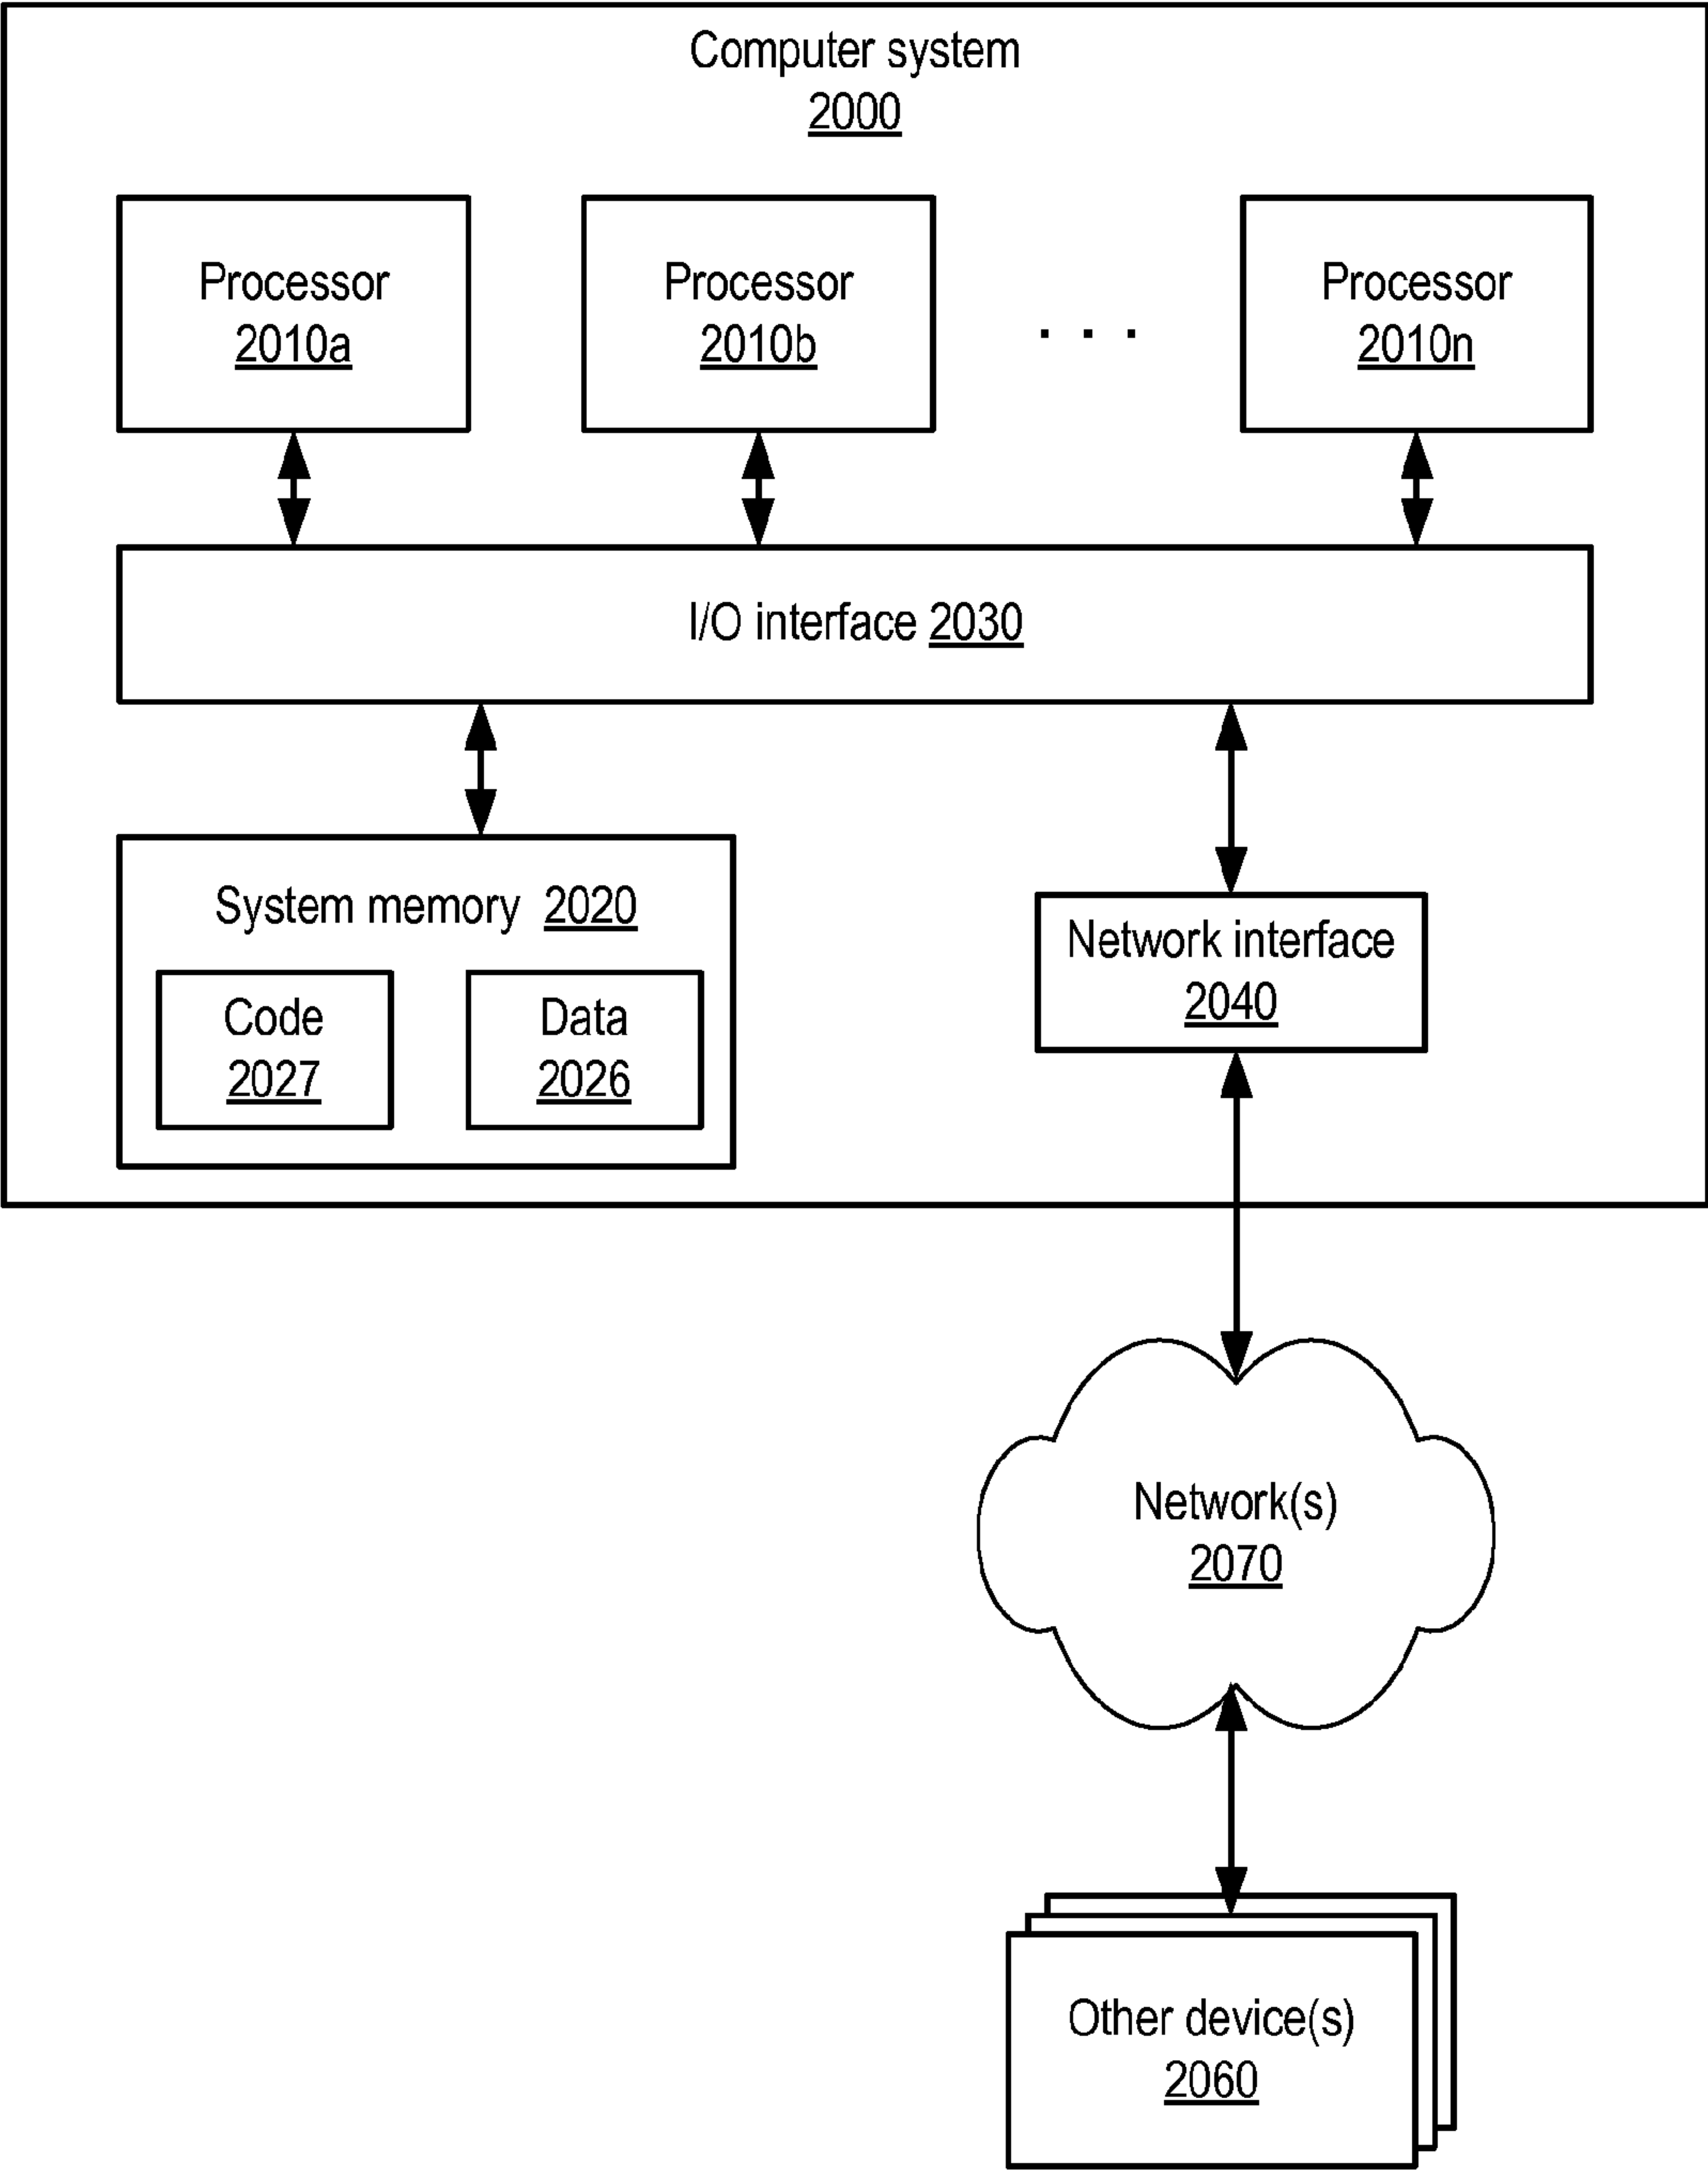 Computer system
2000
Processor
2010a
Processor
2010b
. . .
Processor
2010n
I/O interface 2030
System memory 2020
Code
2027
Data
2026
Network interface
2040
Network(s)
2070
Other device(s)
2060